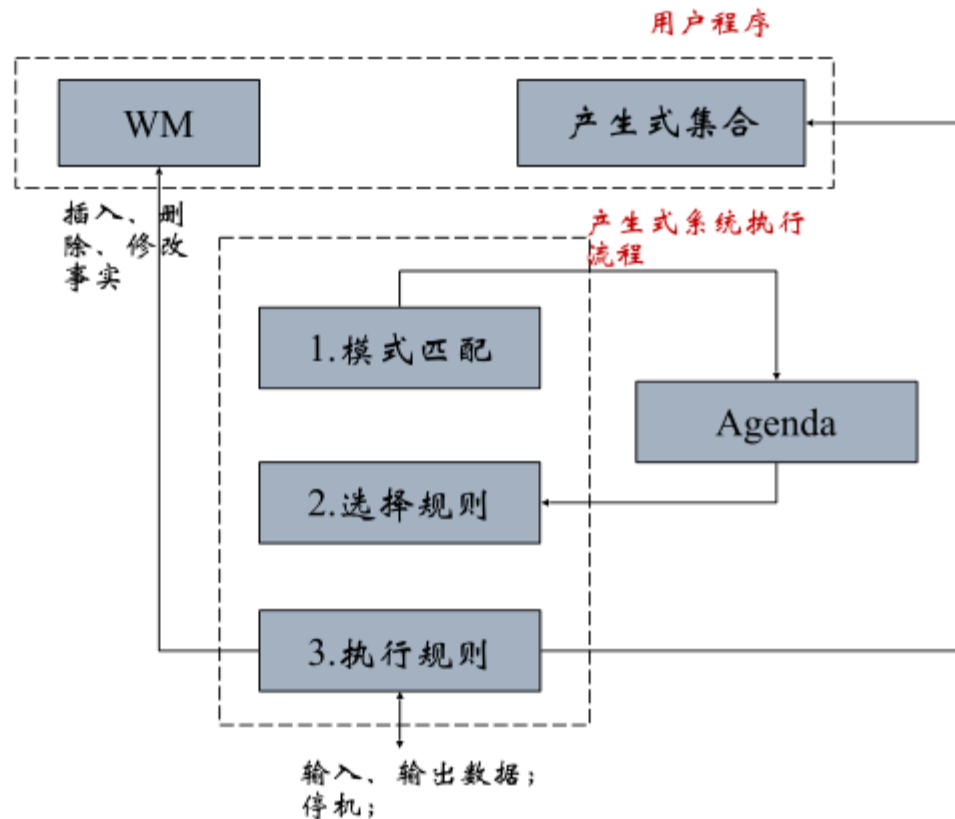 用户程序
WM
产生式集合
插入、删
除、修改
事实
产生式系统执行
流程
1.模式匹配
Agenda
2.选择规则
3.执行规则
输入、输出数据;
停机;